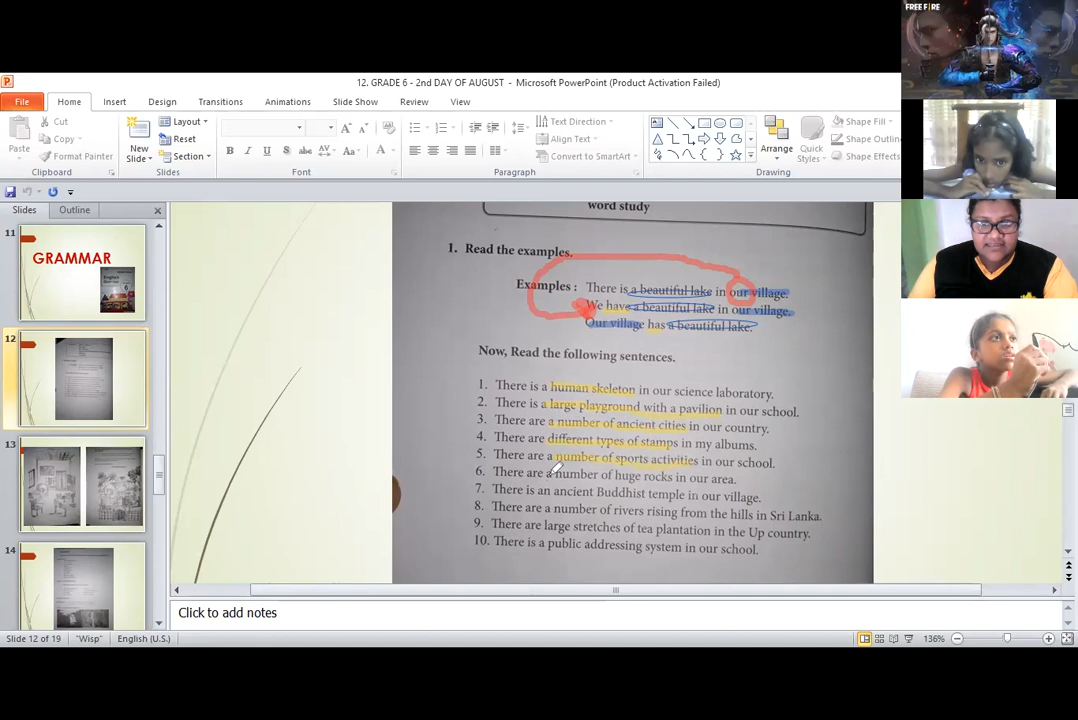 FREE FIRE
12. GRADE 6 - 2nd DAY OF AUGUST - Microsoft PowerPoint (Product Activation Failed)
File Home Insert Design Transitions Animations Slide Show Review View
Paste
Cut
Copy
Format Painter
Clipboard
New
Slide
Layout
Reset
Section
Slides
B I U S abc AV Aa A
Font
Text Direction
Align Text
Convert to SmartArt
Paragraph
Arrange
Quick
Styles
Shape Fill
Shape Outline
Shape Effects
Drawing
Slides Outline
11
GRAMMAR
English
6
12
13
14
word study
1. Read the examples.
Examples : There is a beautiful lake in our village.
We have a beautiful lake in our village.
Our village has a beautiful lake.
Now, Read the following sentences.
1. There is a human skeleton in our science laboratory.
2. There is a large playground with a pavilion in our school.
3. There are a number of ancient cities in our country.
4. There are different types of stamps in my albums.
5. There are a number of sports activities in our school.
6. There are a number of huge rocks in our area.
7. There is an ancient Buddhist temple in our village.
8. There are a number of rivers rising from the hills in Sri Lanka.
9. There are large stretches of tea plantation in the Up country.
10. There is a public addressing system in our school.
Click to add notes
Slide 12 of 19 "Wisp" English (U.S.) 136%